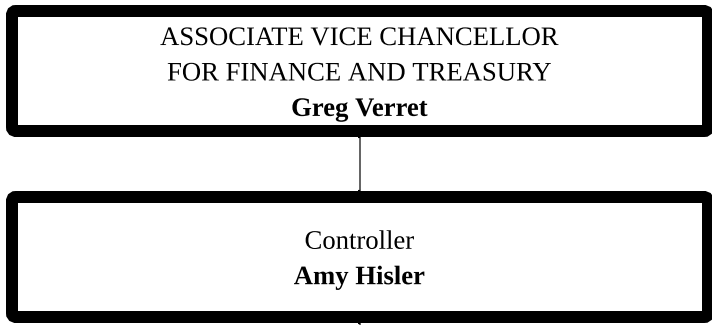 ASSOCIATE VICE CHANCELLOR
FOR FINANCE AND TREASURY
Greg Verret
Controller
Amy Hisler